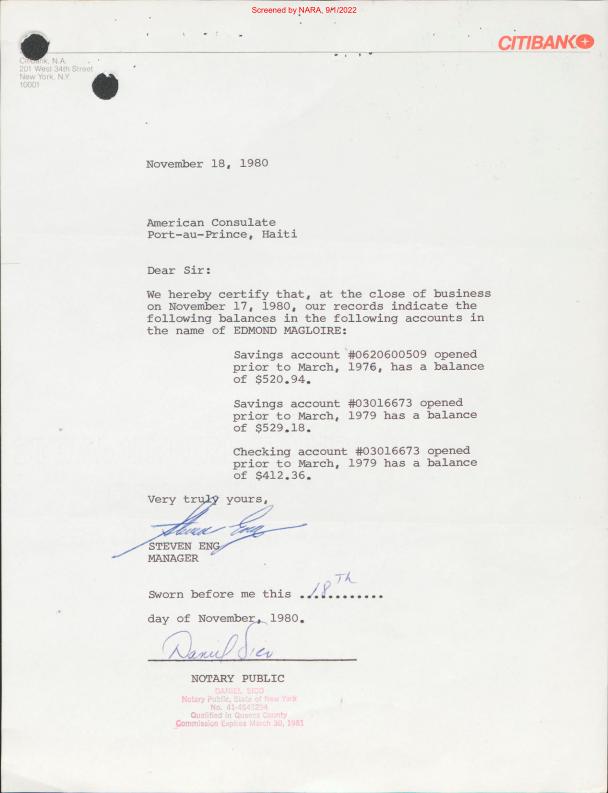 Screened by NARA, 9/1/2022
CITIBANK
Citibank, N.A.
201 West 34th Street
New York, N.Y.
10001
November 18, 1980
American Consulate
Port-au-Prince, Haiti
Dear Sir:
We hereby certify that, at the close of business
on November 17, 1980, our records indicate the
following balances in the following accounts in
the name of EDMOND MAGLOIRE:
Savings account #0620600509 opened
prior to March, 1976, has a balance
of $520.94.
Savings account #03016673 opened
prior to March, 1979 has a balance
of $529.18.
Checking account #03016673 opened
prior to March, 1979 has a balance
of $412.36.
Very truly yours,
Steven Eng
STEVEN ENG
MANAGER
Sworn before me this 18Th
day of November, 1980.
Daniel Sico
NOTARY PUBLIC
DANIEL SICO
Notary Public, State of New York
No.
Qualified in Queens County
Commission Expires March 30, 1981